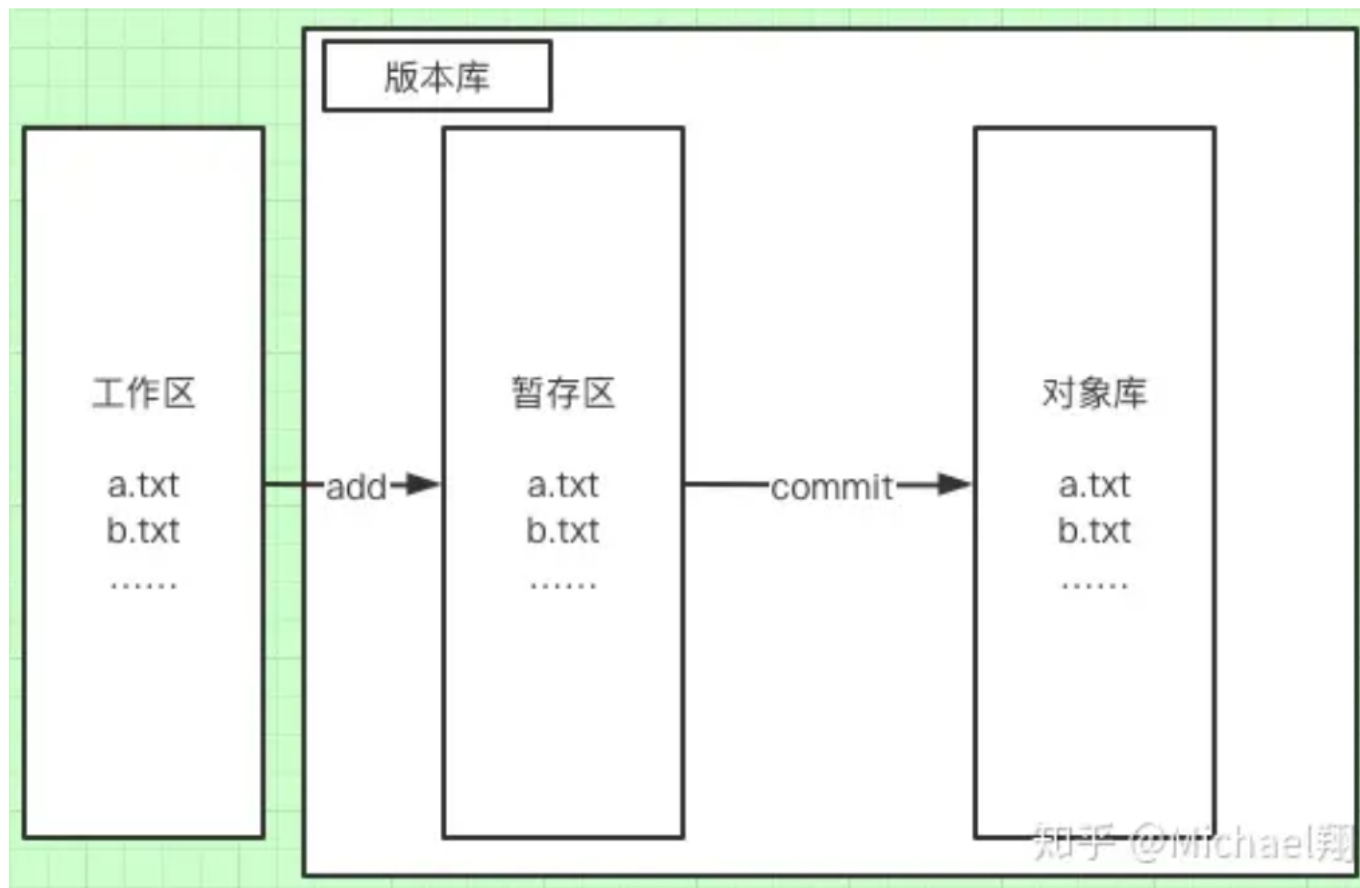 版本库
工作区
a.txt
b.txt
……
add
暂存区
a.txt
b.txt
……
commit
对象库
a.txt
b.txt
……
知乎 @Michael翔